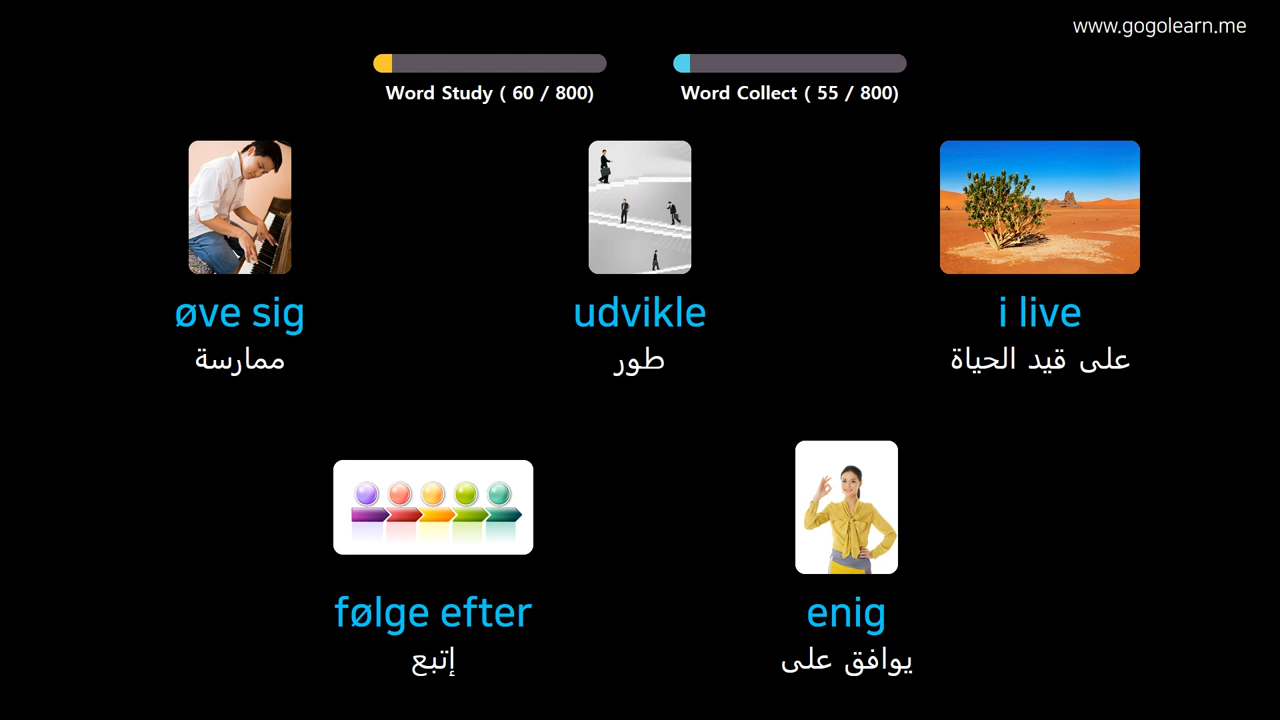 www.gogolearn.me
Word Study ( 60 / 800)
Word Collect ( 55 / 800)
øve sig
ممارسة
udvikle
طور
i live
على قيد الحياة
følge efter
إتبع
enig
يوافق على